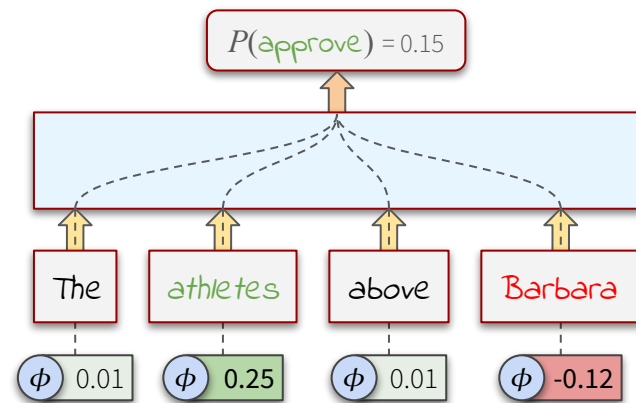 P(approve) = 0.15
The athletes above Barbara
ϕ 0.01 ϕ 0.25 ϕ 0.01 ϕ -0.12